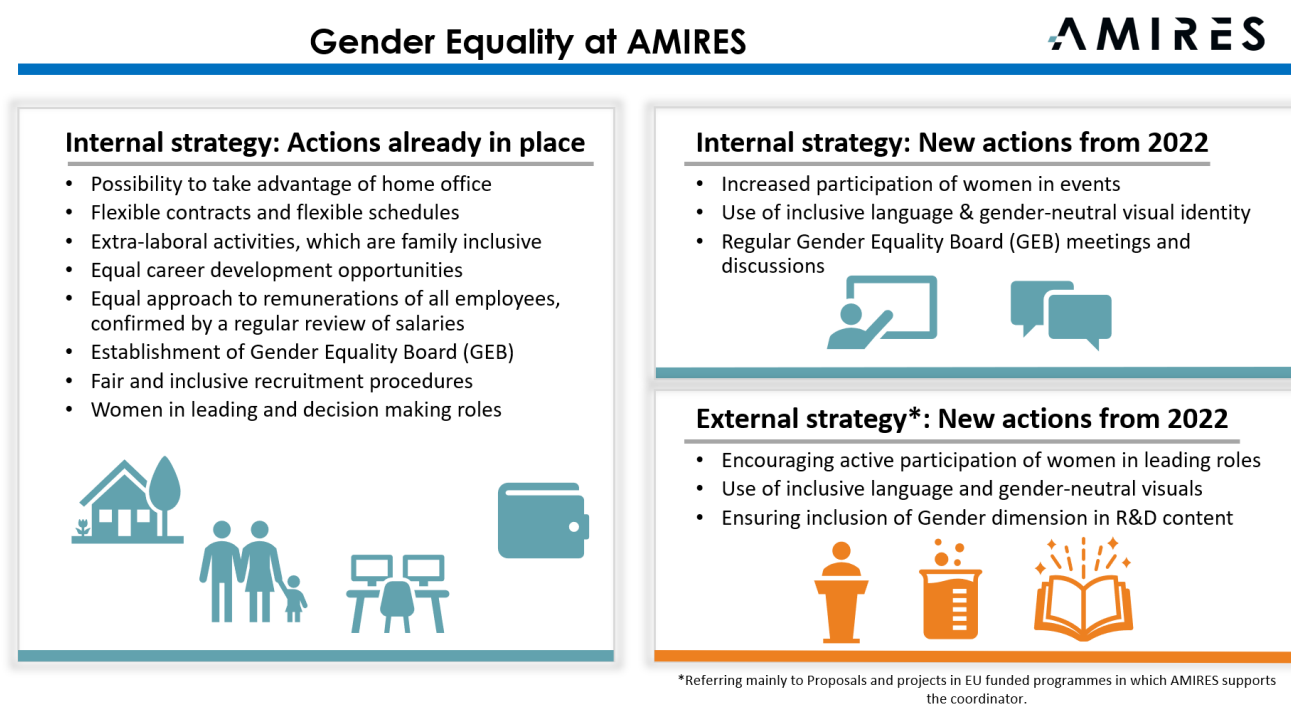 Gender Equality at AMIRES
AMIRES
Internal strategy: Actions already in place
• Possibility to take advantage of home office
• Flexible contracts and flexible schedules
• Extra-laboral activities, which are family inclusive
• Equal career development opportunities
• Equal approach to remunerations of all employees,
confirmed by a regular review of salaries
• Establishment of Gender Equality Board (GEB)
• Fair and inclusive recruitment procedures
• Women in leading and decision making roles
Internal strategy: New actions from 2022
• Increased participation of women in events
• Use of inclusive language & gender-neutral visual identity
• Regular Gender Equality Board (GEB) meetings and
discussions
External strategy*: New actions from 2022
• Encouraging active participation of women in leading roles
• Use of inclusive language and gender-neutral visuals
• Ensuring inclusion of Gender dimension in R&D content
*Referring mainly to Proposals and projects in EU funded programmes in which AMIRES supports
the coordinator.